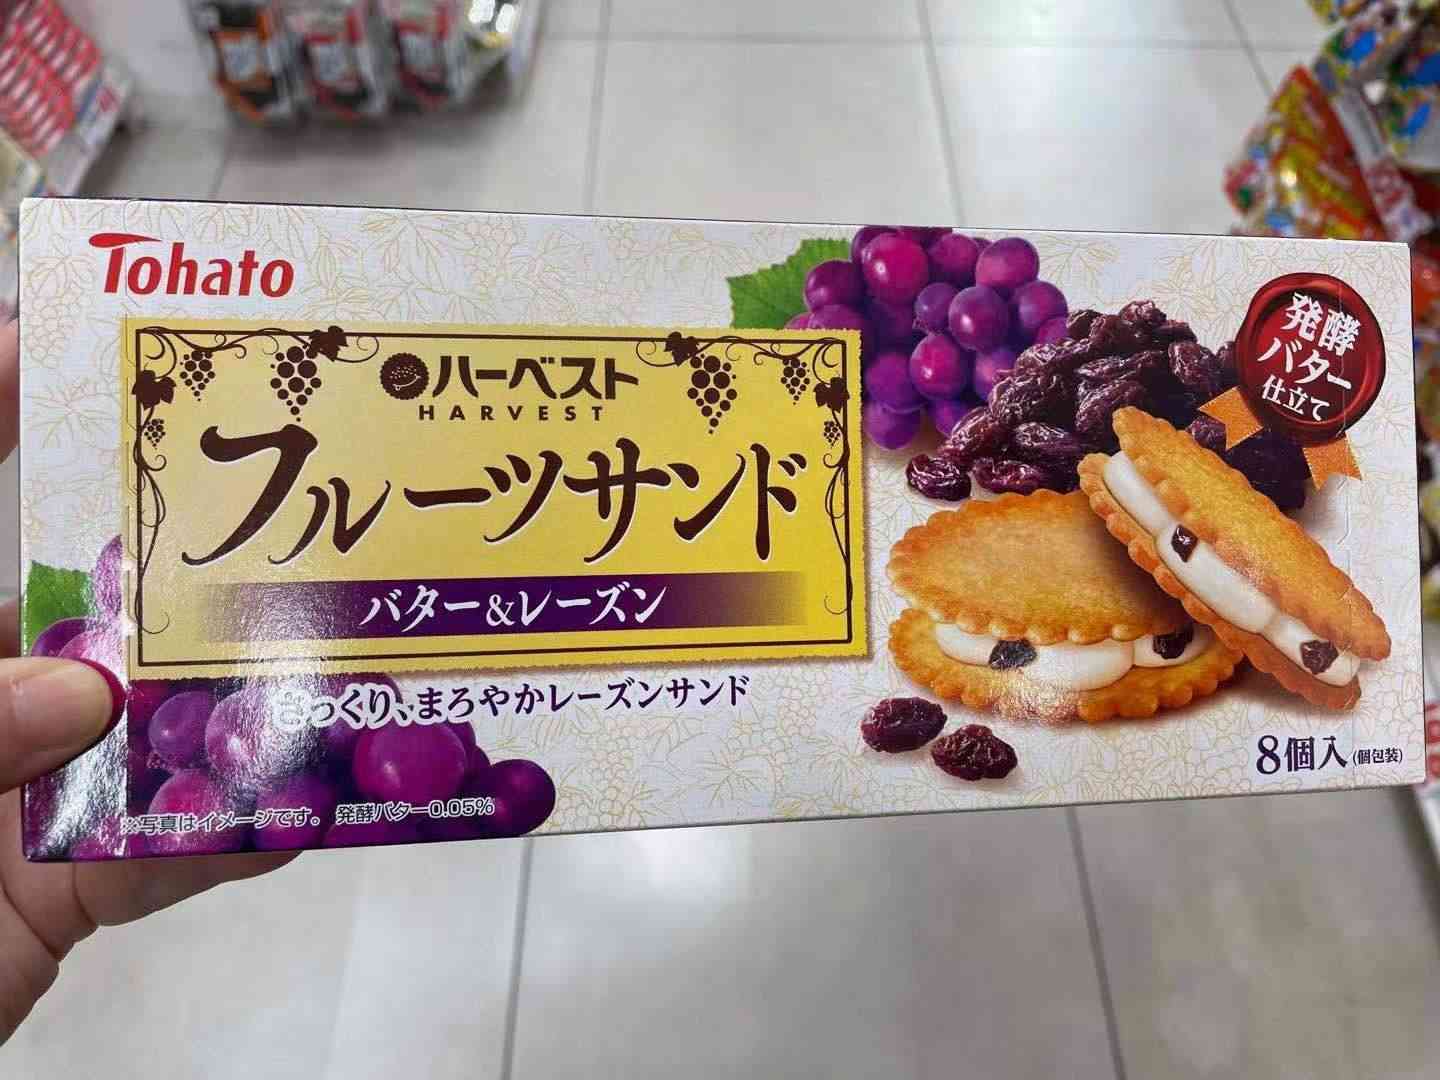 Tohato
ハーベスト
HARVEST
フルーツサンド
バター&レーズン
さっくり、まろやかレーズンサンド
※写真はイメージです。 発酵バター0.05%
発酵
バター
仕立て
8個入(個包装)